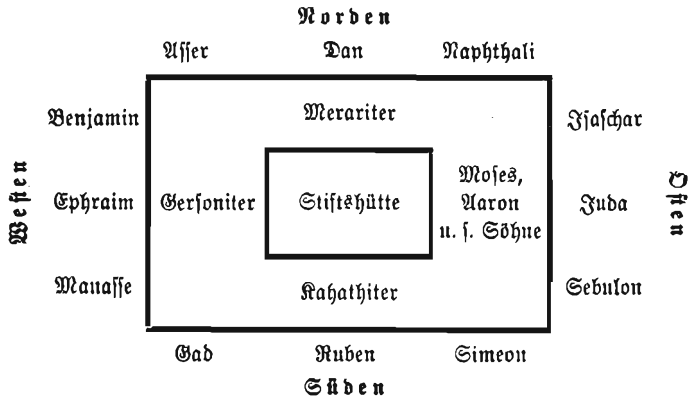 Norden
Asser Dan Naphthali
Benjamin Merariter Isaschar
Westen Ephraim Gersoniter Stiftshütte Moses,
Aaron
u. s. Söhne Juda Osten
Manasse Kahathiter Sebulon
Gad Ruben Simeon
Süden